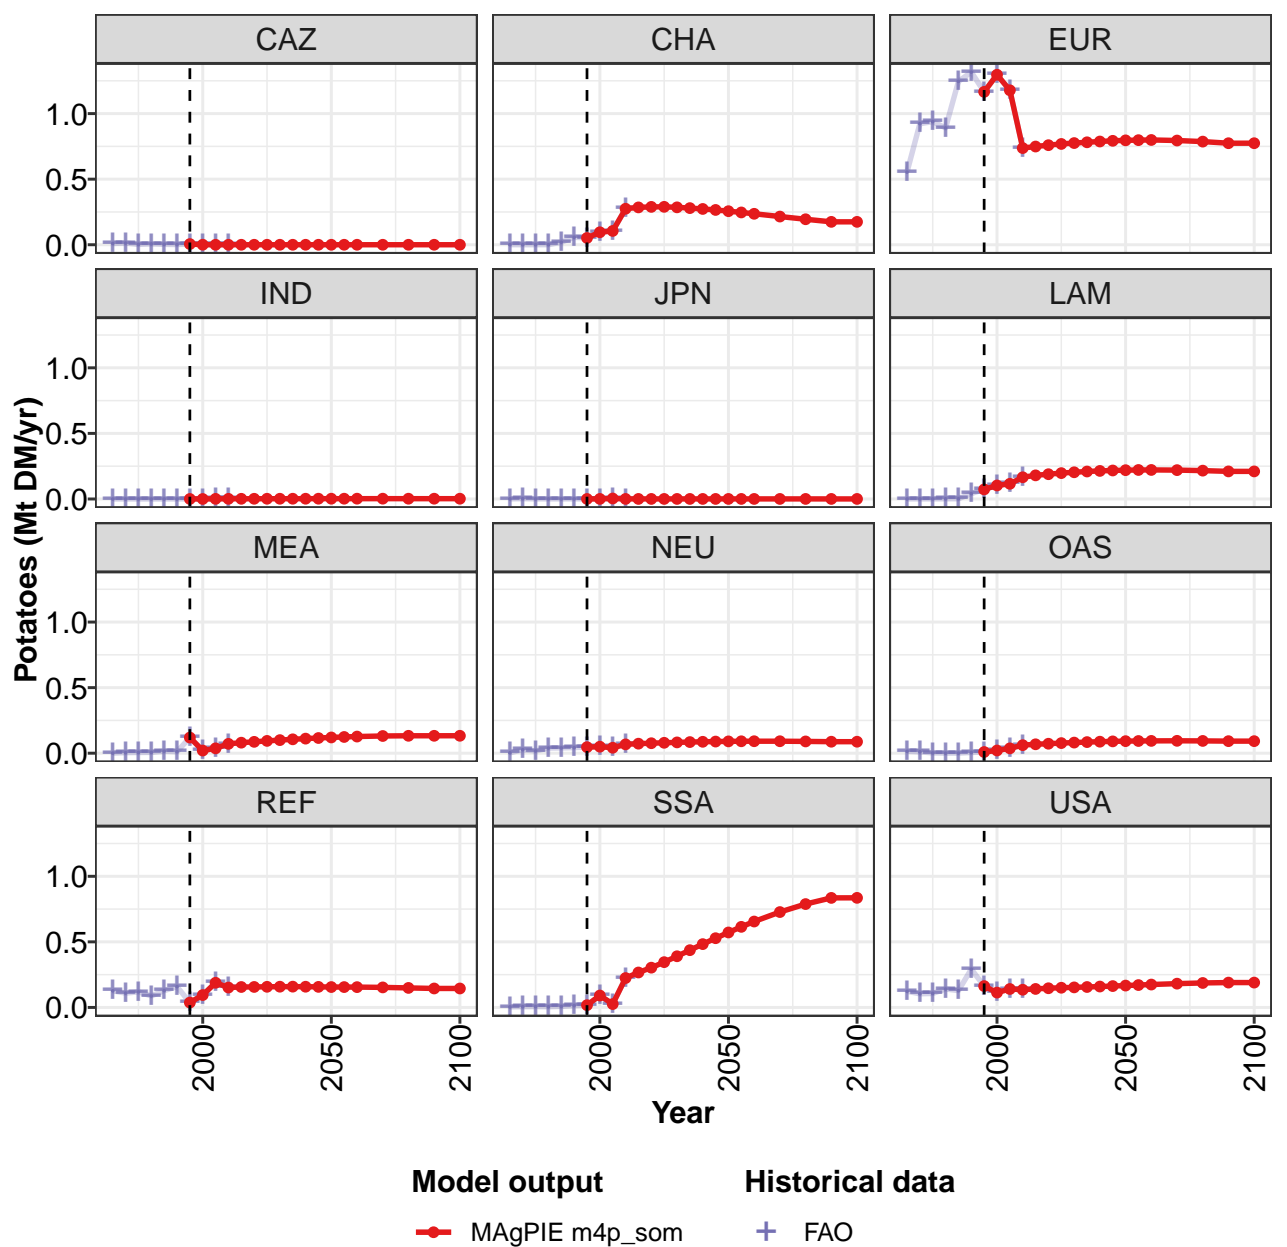 CAZ CHA EUR
1.0
0.5
0.0
IND JPN LAM
1.0
0.5
0.0
MEA NEU OAS
1.0
0.5
0.0
REF SSA USA
1.0
0.5
0.0
Potatoes (Mt DM/yr)
2000 2050 2100 2000 2050 2100 2000 2050 2100
Year
Model output Historical data
MAgPIE m4p_som FAO